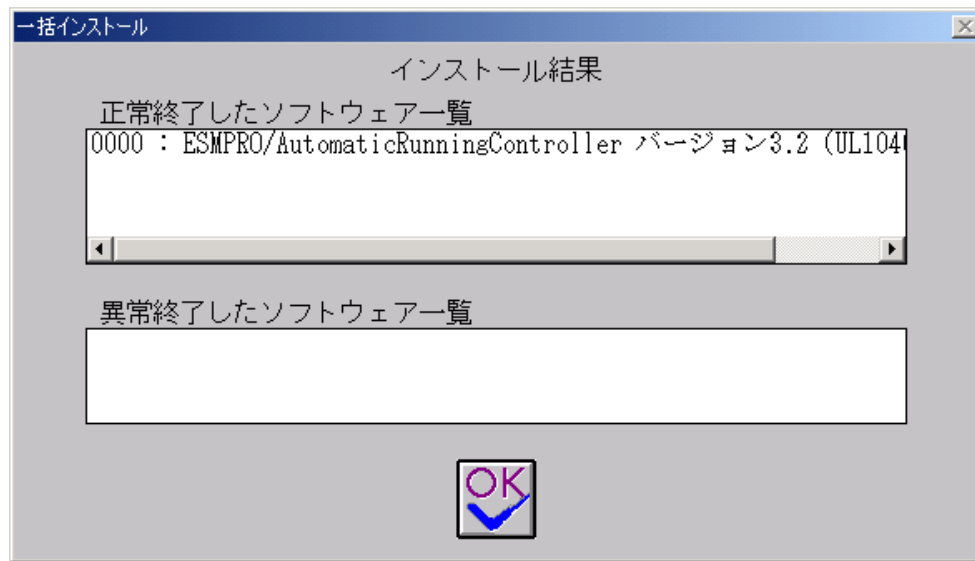 一括インストール
インストール結果
正常終了したソフトウェア一覧
0000 : ESMPRO/AutomaticRunningController バージョン3.2 (UL104
異常終了したソフトウェア一覧
OK